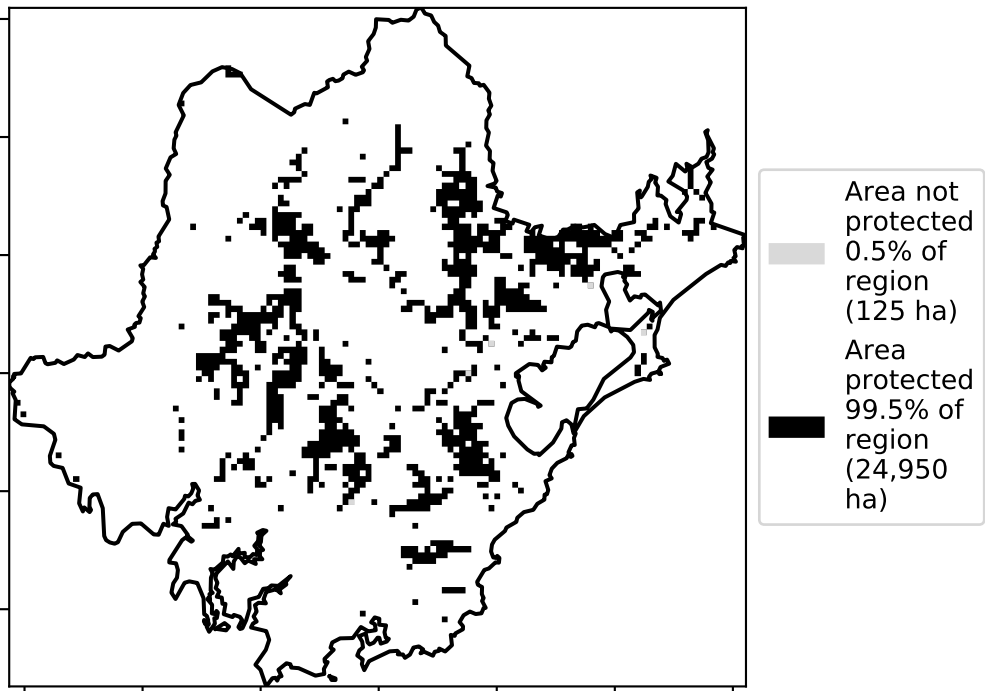 Area not
protected
0.5% of
region
(125 ha)
Area
protected
99.5% of
region
(24,950
ha)